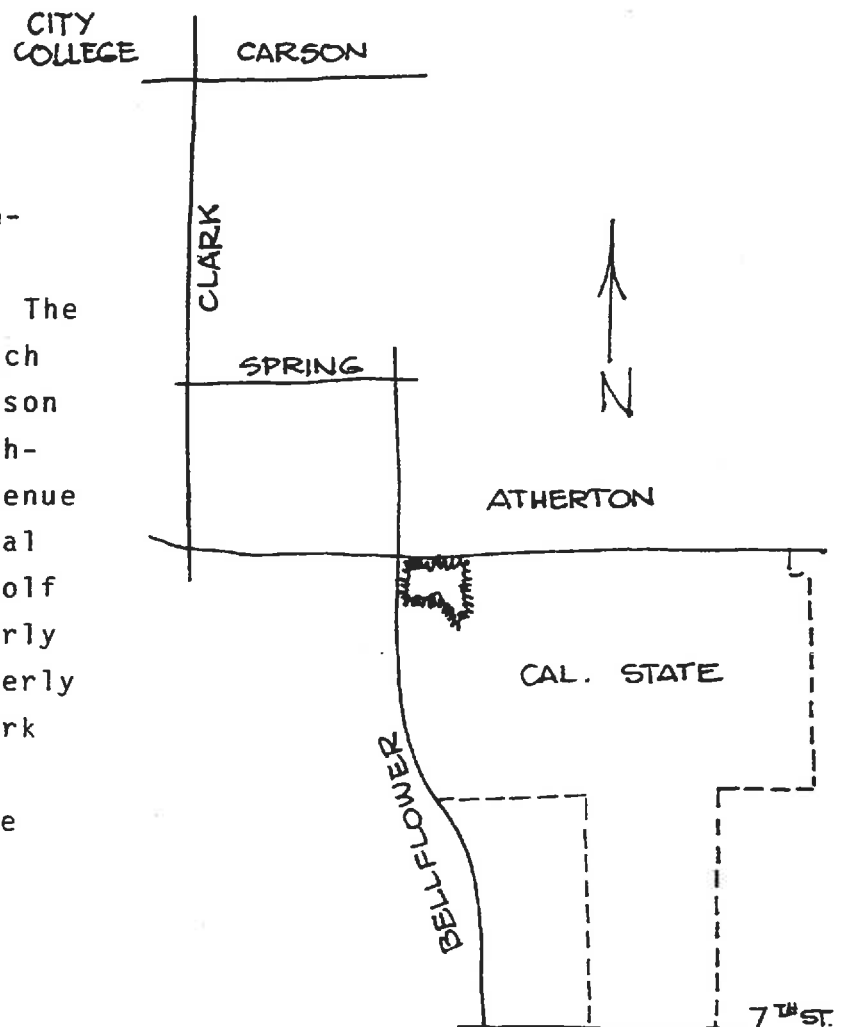 CITY
COLLEGE
CARSON
CLARK
The
ch
son
SPRING
h-
N
enue
ATHERTON
al
olf
rly
CAL. STATE
erly
rk
BELLFLOWER
e
7TH ST.